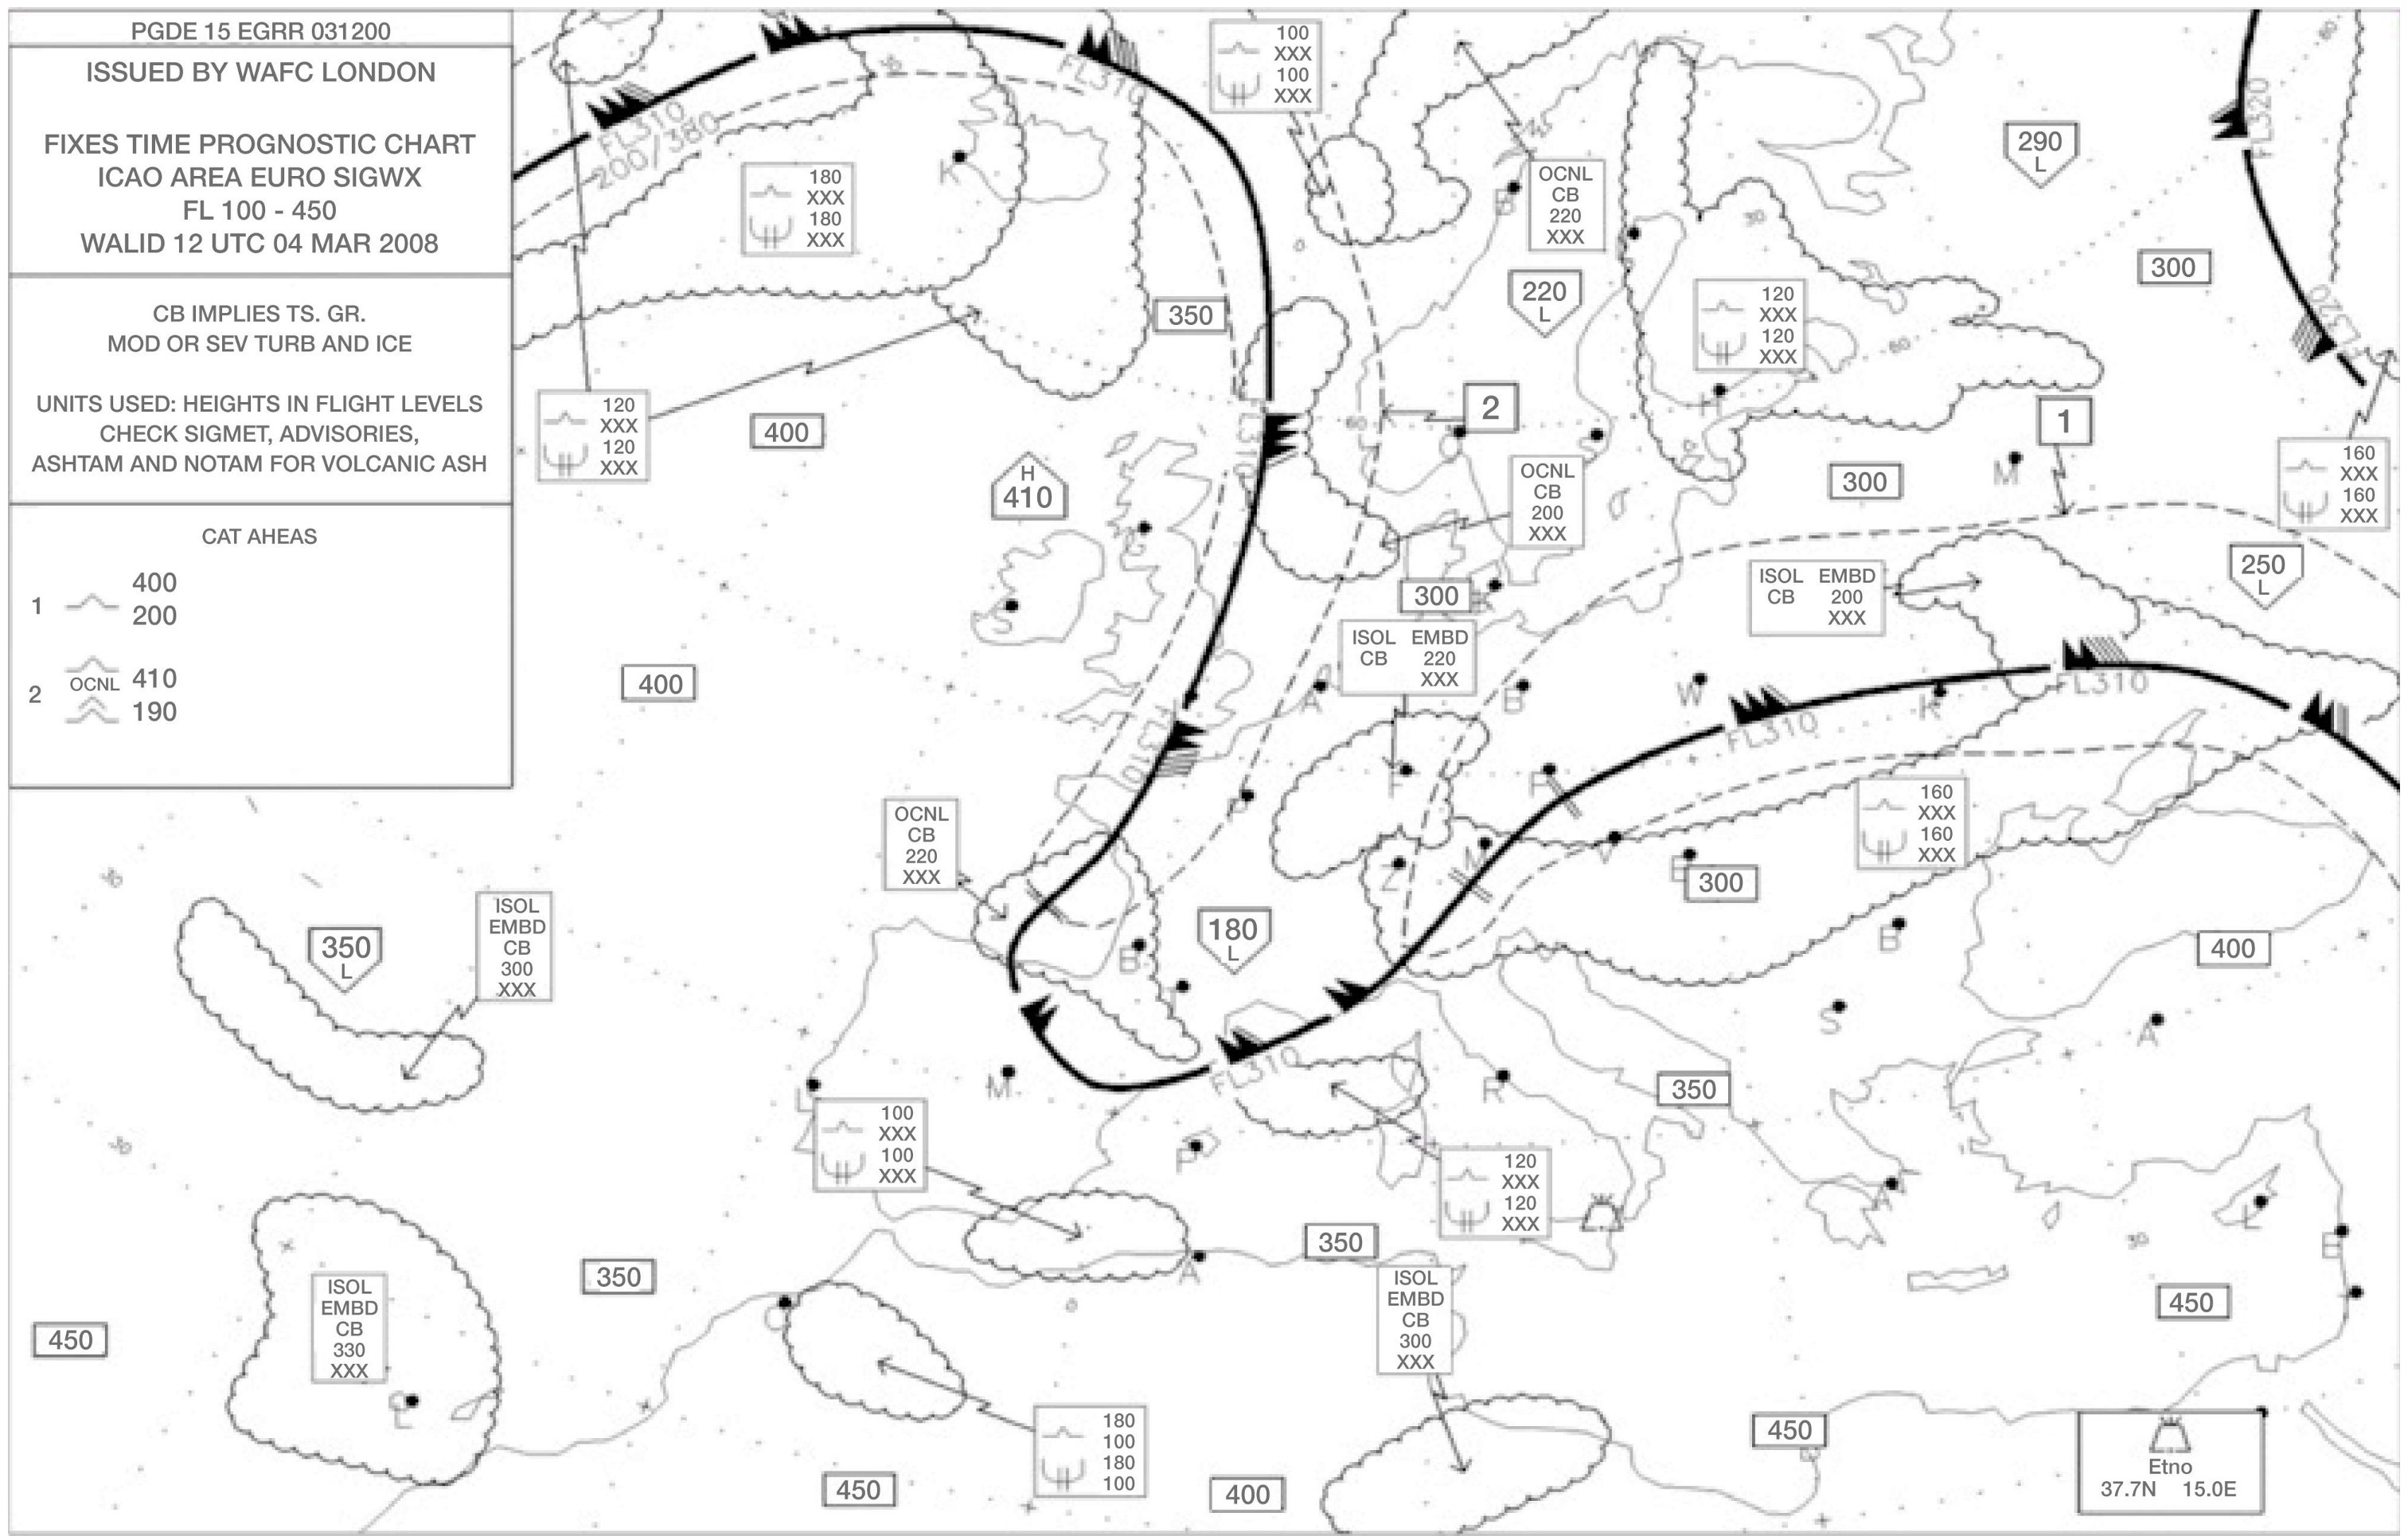 PGDE 15 EGRR 031200
ISSUED BY WAFC LONDON
FIXES TIME PROGNOSTIC CHART
ICAO AREA EURO SIGWX
FL 100 - 450
WALID 12 UTC 04 MAR 2008
CB IMPLIES TS. GR.
MOD OR SEV TURB AND ICE
UNITS USED: HEIGHTS IN FLIGHT LEVELS
CHECK SIGMET, ADVISORIES,
ASHTAM AND NOTAM FOR VOLCANIC ASH
CAT AHEAS
1
400
200
2
OCNL
410
190
FL310
200/380
FL310
100
XXX
100
XXX
180
XXX
180
XXX
K
OCNL
CB
220
XXX
B
290
L
FL320
60
30
300
220
L
350
120
XXX
120
XXX
60
H
120
XXX
120
XXX
400
H
410
FL310
2
60
O
S
1
M
300
160
XXX
160
XXX
OCNL
CB
200
XXX
300
K
S
ISOL EMBD
CB 200
XXX
250
L
ISOL EMBD
CB 220
XXX
400
A
B
W
K
FL310
FL310
FL310
F
P
P
OCNL
CB
220
XXX
Z
M
V
B
300
160
XXX
160
XXX
ISOL
EMBD
CB
300
XXX
350
L
180
L
B
T
B
400
S
A
M
L
FL310
R
350
100
XXX
100
XXX
P
120
XXX
120
XXX
A
L
B
30
350
A
350
C
0
ISOL
EMBD
CB
300
XXX
ISOL
EMBD
CB
330
XXX
450
450
L
180
100
180
100
450
400
450
B
Etno
37.7N 15.0E